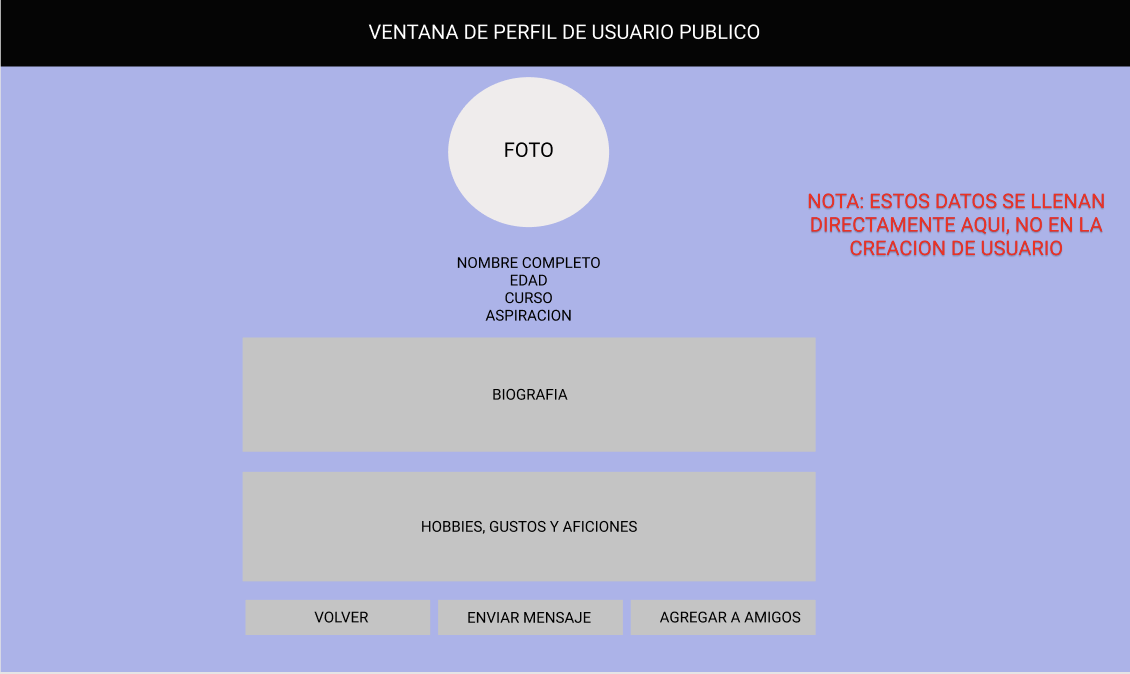 VENTANA DE PERFIL DE USUARIO PUBLICO
FOTO
NOTA: ESTOS DATOS SE LLENAN
DIRECTAMENTE AQUI, NO EN LA
CREACION DE USUARIO
NOMBRE COMPLETO
EDAD
CURSO
ASPIRACION
BIOGRAFIA
HOBBIES, GUSTOS Y AFICIONES
VOLVER
ENVIAR MENSAJE
AGREGAR A AMIGOS